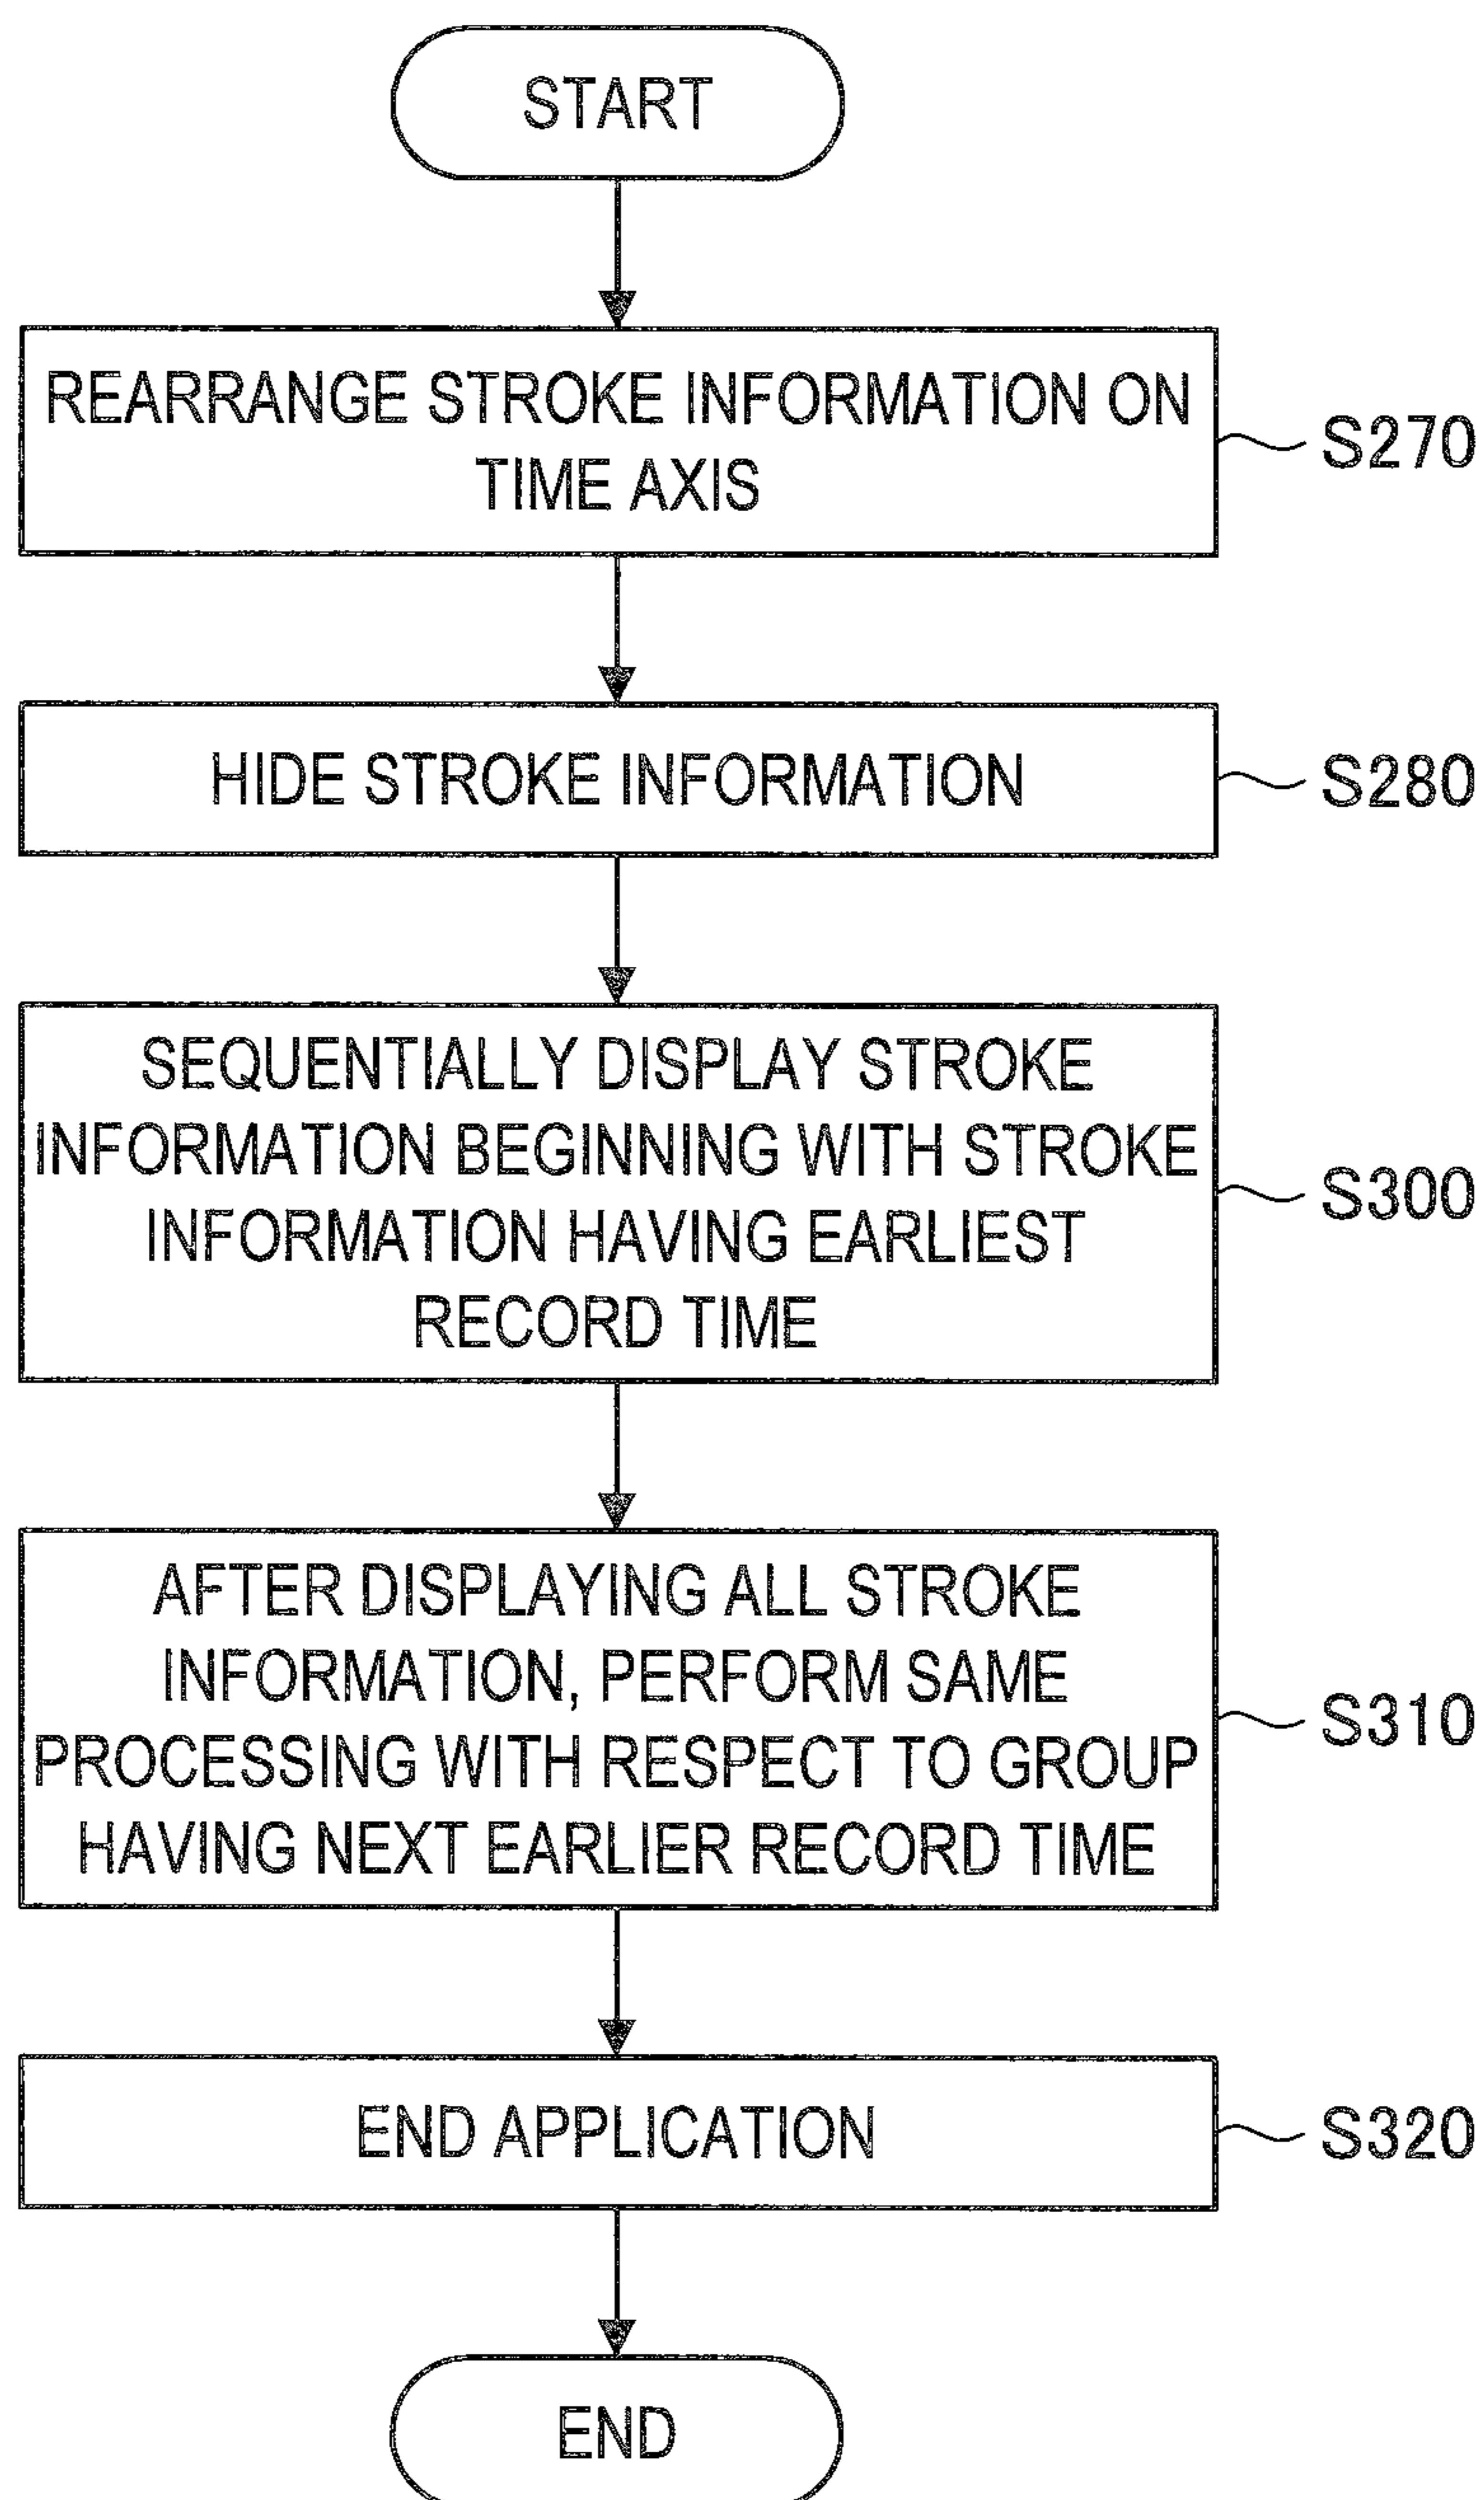 START
REARRANGE STROKE INFORMATION ON
TIME AXIS
S270
HIDE STROKE INFORMATION
S280
SEQUENTIALLY DISPLAY STROKE
INFORMATION BEGINNING WITH STROKE
INFORMATION HAVING EARLIEST
RECORD TIME
S300
AFTER DISPLAYING ALL STROKE
INFORMATION, PERFORM SAME
PROCESSING WITH RESPECT TO GROUP
HAVING NEXT EARLIER RECORD TIME
S310
END APPLICATION
S320
END